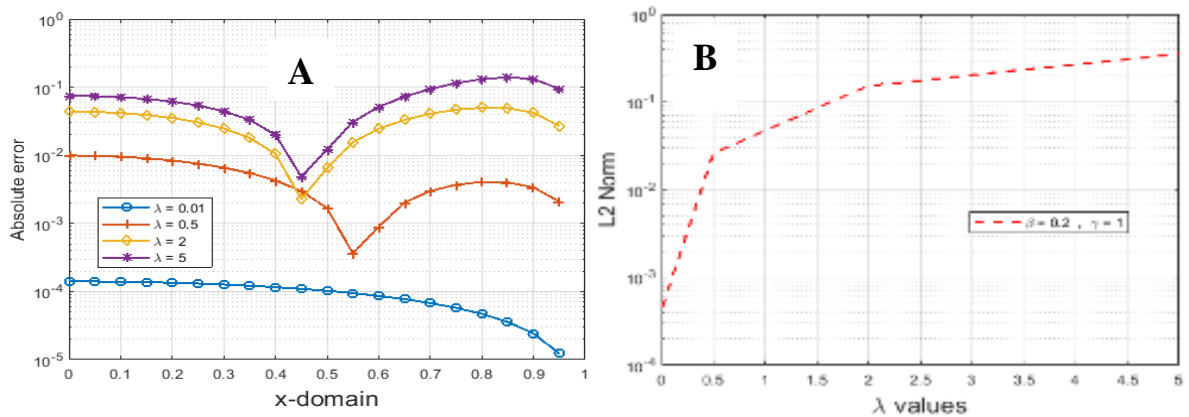 A
10^0
10^-1
10^-2
10^-3
10^-4
10^-5
Absolute error
λ = 0.01
λ = 0.5
λ = 2
λ = 5
0 0.1 0.2 0.3 0.4 0.5 0.6 0.7 0.8 0.9 1
x-domain
B
10^0
10^-1
10^-2
10^-3
10^-4
L2 Norm
β = 0.2 , γ = 1
0 0.5 1 1.5 2 2.5 3 3.5 4 4.5 5
λ values